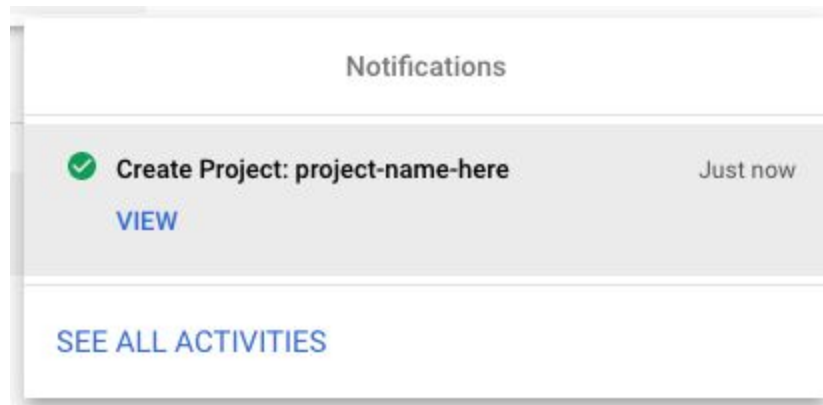 Notifications
Create Project: project-name-here Just now
VIEW
SEE ALL ACTIVITIES